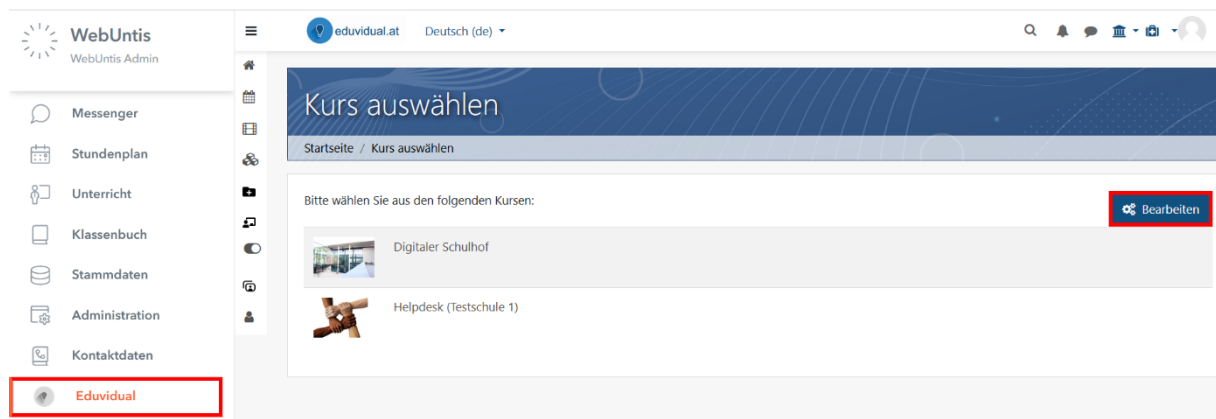 WebUntis
WebUntis Admin
Messenger
Stundenplan
Unterricht
Klassenbuch
Stammdaten
Administration
Kontaktdaten
Eduvidual
eduvidual.at Deutsch (de)
Kurs auswählen
Startseite / Kurs auswählen
Bitte wählen Sie aus den folgenden Kursen:
Bearbeiten
Digitaler Schulhof
Helpdesk (Testschule 1)